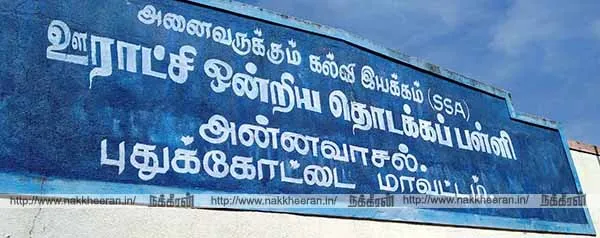 அனைவருக்கும் கல்வி இயக்கம் (SSA)
ஊராட்சி ஒன்றிய தொடக்கப் பள்ளி
அன்னவாசல்.
புதுக்கோட்டை மாவட்டம்
http://www.nakkheeran.in/ நக்கீரன் http://www.nakkheeran.in/ நக்கீரன் http://www.nakkheeran.in/ நக்கீரன்